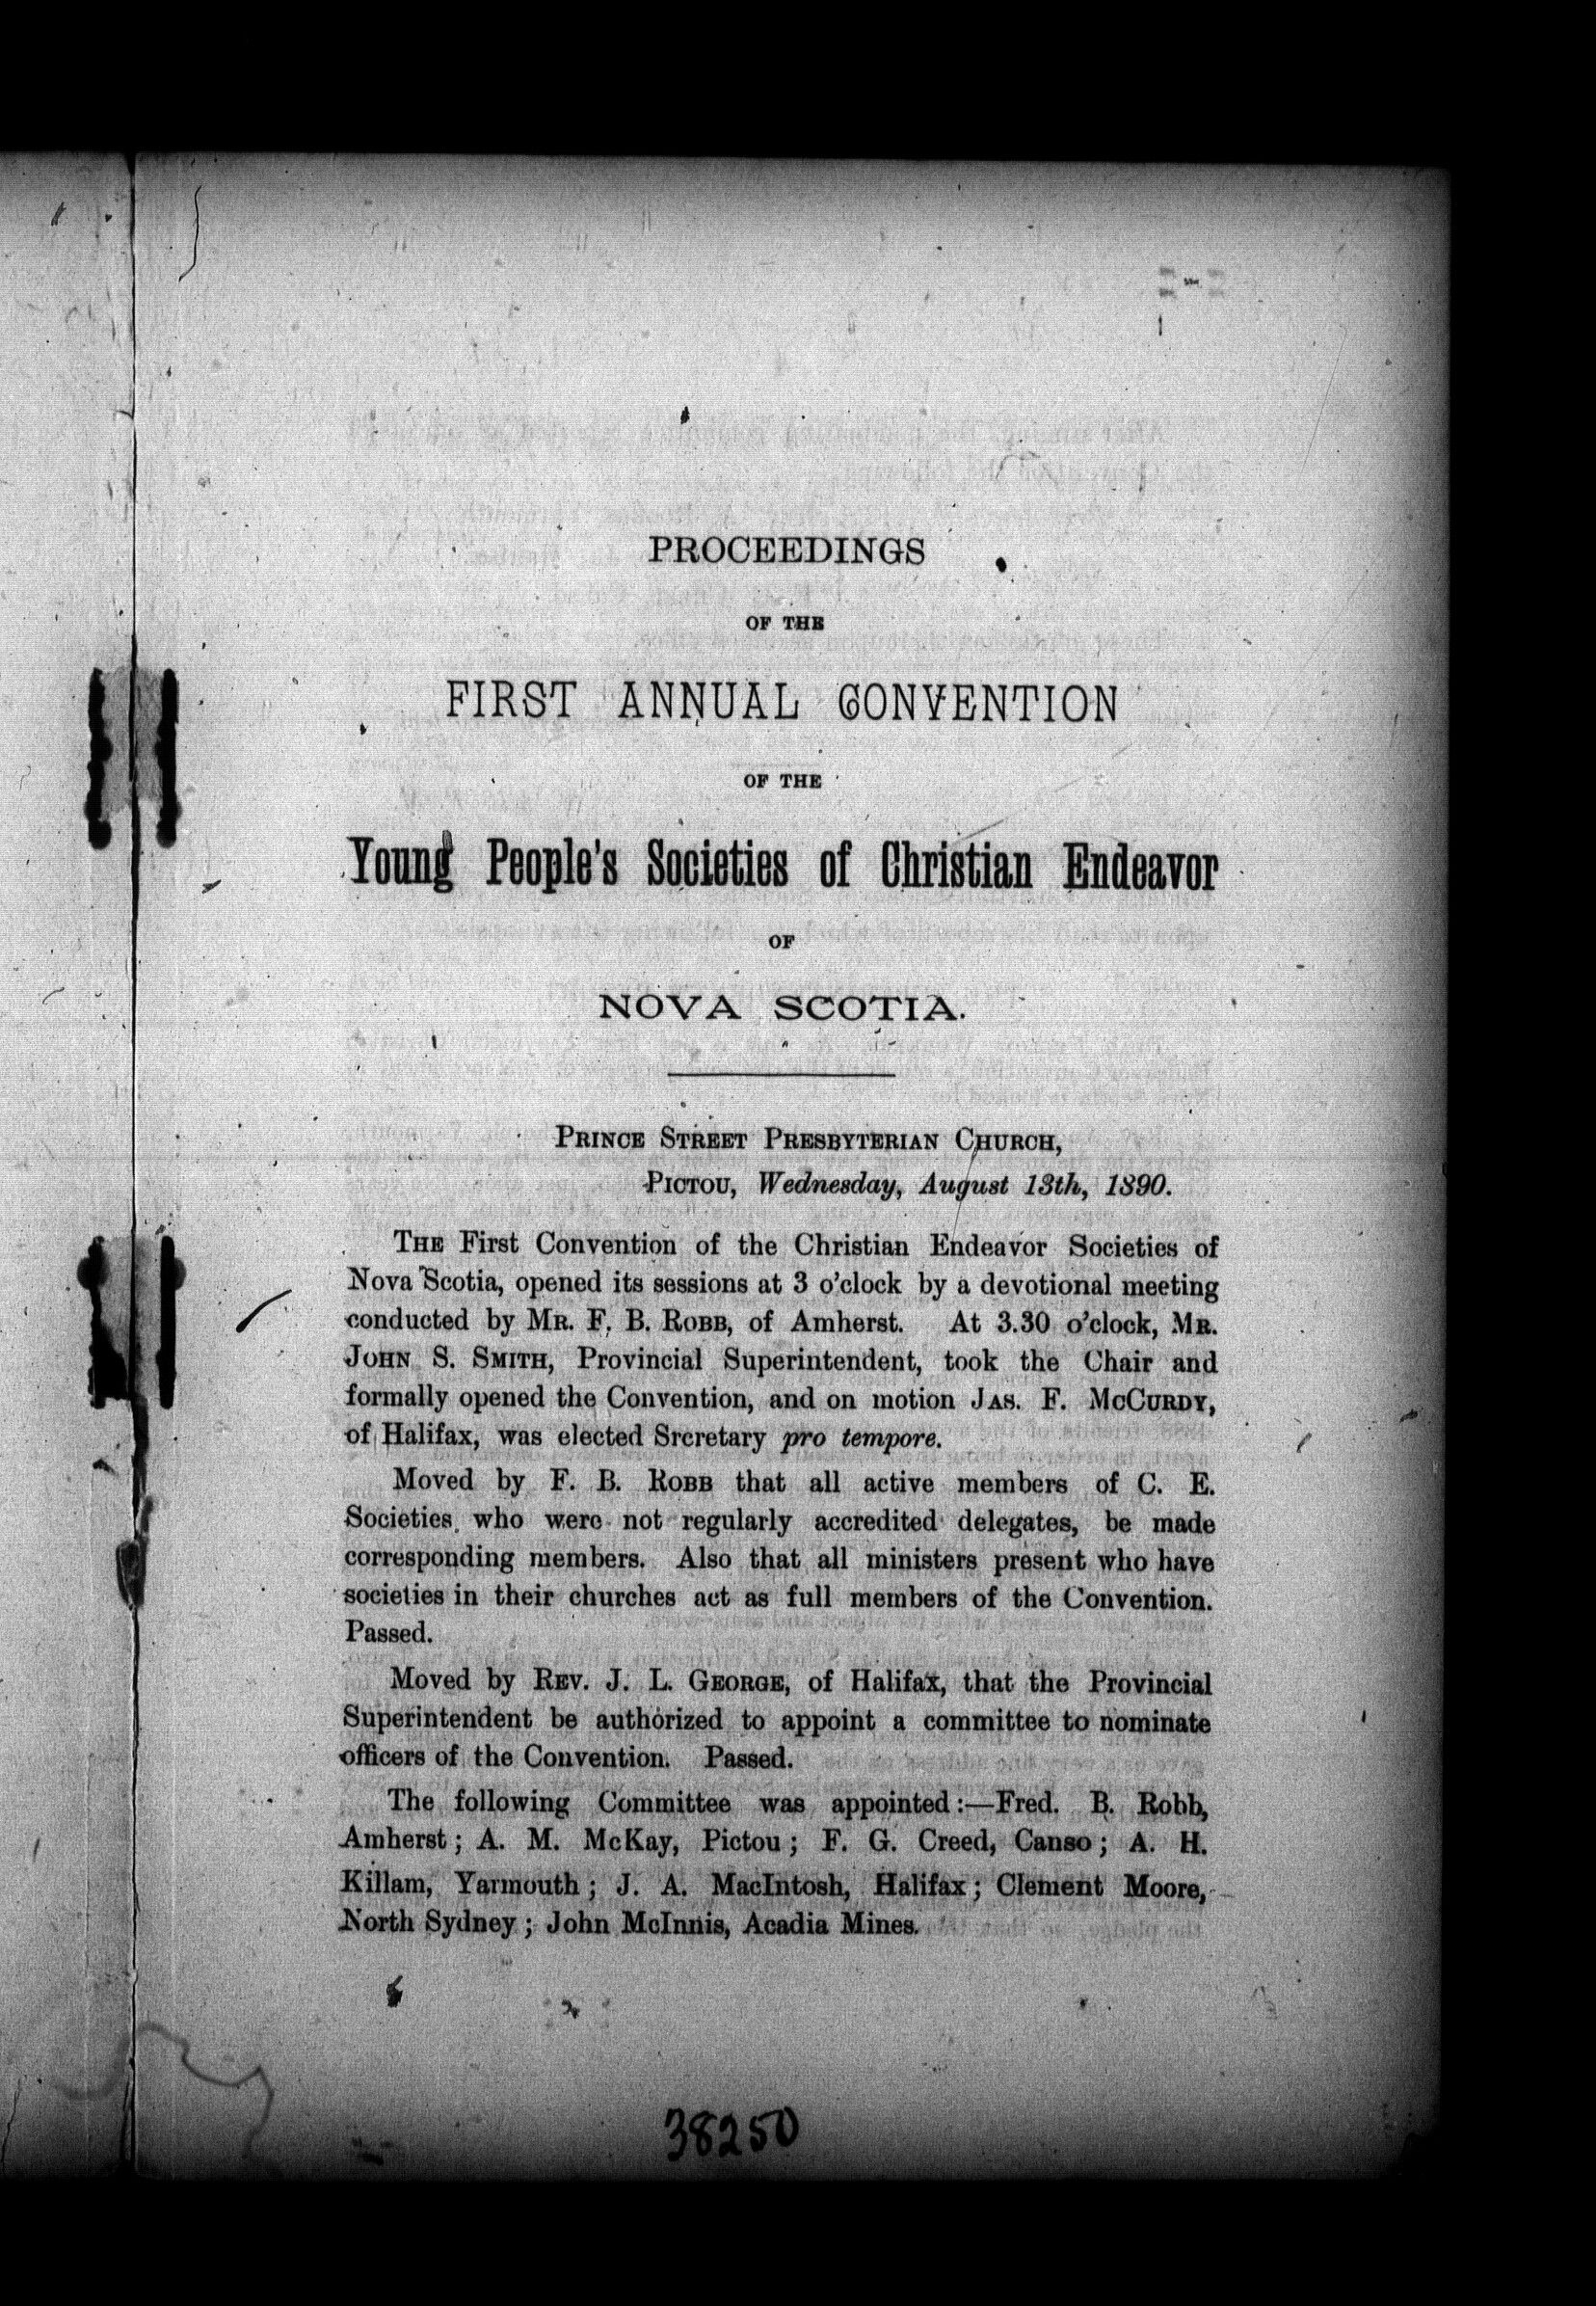 PROCEEDINGS
OF THE
FIRST ANNUAL CONVENTION
OF THE
Young People's Societies of Christian Endeavor
OF
NOVA SCOTIA.
PRINCE STREET PRESBYTERIAN CHURCH,
PICTOU, Wednesday, August 13th, 1890.
THE First Convention of the Christian Endeavor Societies of
Nova Scotia, opened its sessions at 3 o'clock by a devotional meeting
conducted by MR. F. B. ROBB, of Amherst. At 3.30 o'clock, MR.
JOHN S. SMITH, Provincial Superintendent, took the Chair and
formally opened the Convention, and on motion JAS. F. MCCURDY,
of Halifax, was elected Srcretary pro tempore.
Moved by F. B. ROBB that all active members of C. E.
Societies who were not regularly accredited delegates, be made
corresponding members. Also that all ministers present who have
societies in their churches act as full members of the Convention.
Passed.
Moved by REV. J. L. GEORGE, of Halifax, that the Provincial
Superintendent be authorized to appoint a committee to nominate
officers of the Convention. Passed.
The following Committee was appointed :—Fred. B. Robb,
Amherst ; A. M. McKay, Pictou ; F. G. Creed, Canso ; A. H.
Killam, Yarmouth ; J. A. MacIntosh, Halifax ; Clement Moore,
North Sydney ; John McInnis, Acadia Mines.
38250